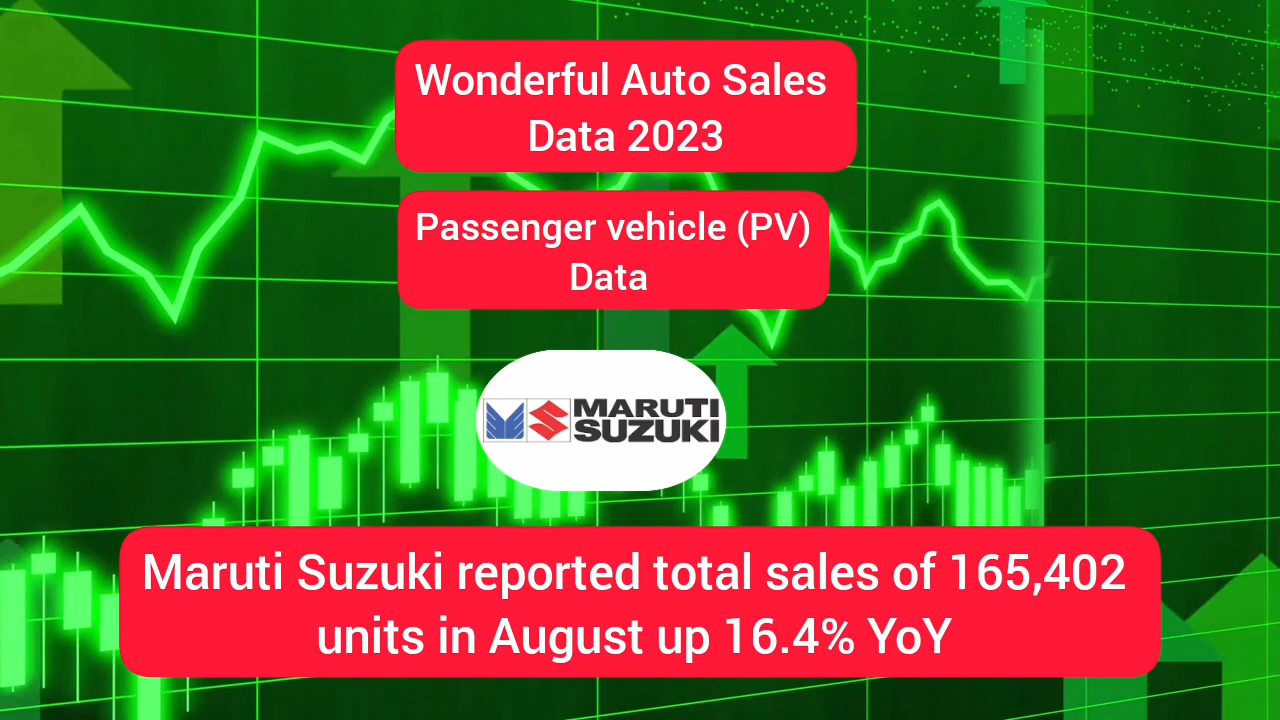 Wonderful Auto Sales
Data 2023
Passenger vehicle (PV)
Data
MARUTI
SUZUKI
Maruti Suzuki reported total sales of 165,402
units in August up 16.4% YoY